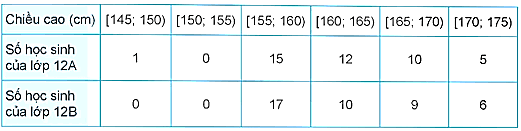 Chiều cao (cm) [145; 150) [150; 155) [155; 160) [160; 165) [165; 170) [170; 175)
Số học sinh
của lớp 12A 1 0 15 12 10 5
Số học sinh
của lớp 12B 0 0 17 10 9 6